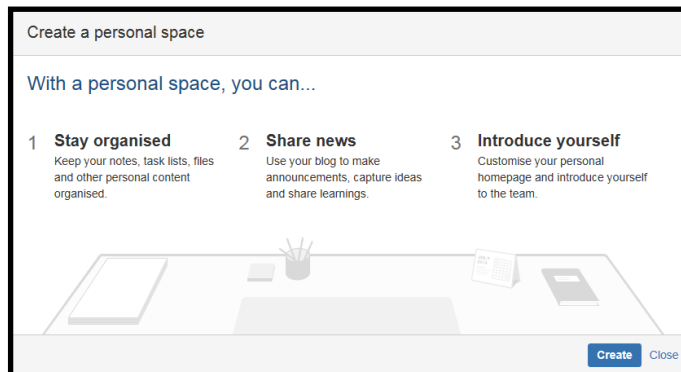 Create a personal space
With a personal space, you can...
1 Stay organised
Keep your notes, task lists, files
and other personal content
organised.
2 Share news
Use your blog to make
announcements, capture ideas
and share learnings.
3 Introduce yourself
Customise your personal
homepage and introduce yourself
to the team.
Create Close